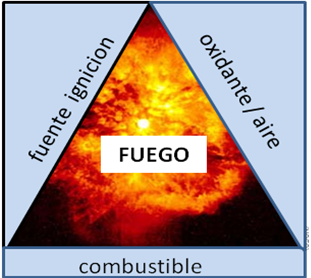 fuente ignicion
oxidante / aire
FUEGO
combustible